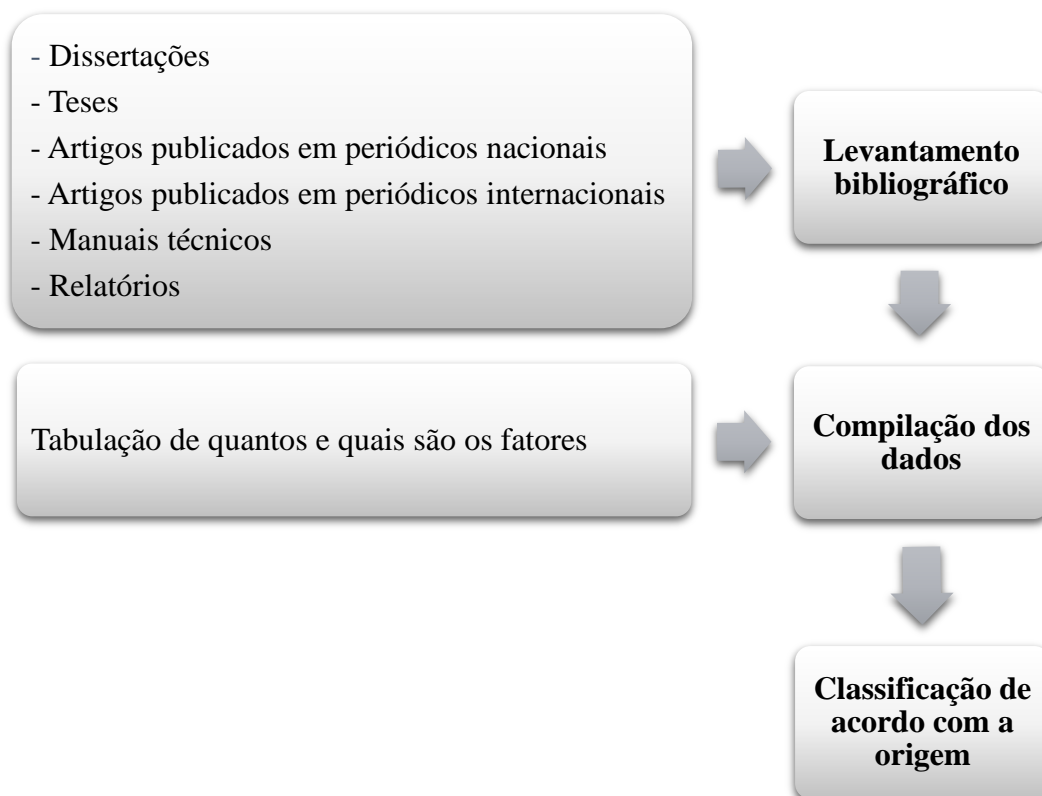 - Dissertações
- Teses
- Artigos publicados em periódicos nacionais
- Artigos publicados em periódicos internacionais
- Manuais técnicos
- Relatórios
Levantamento
bibliográfico
Tabulação de quantos e quais são os fatores
Compilação dos
dados
Classificação de
acordo com a
origem